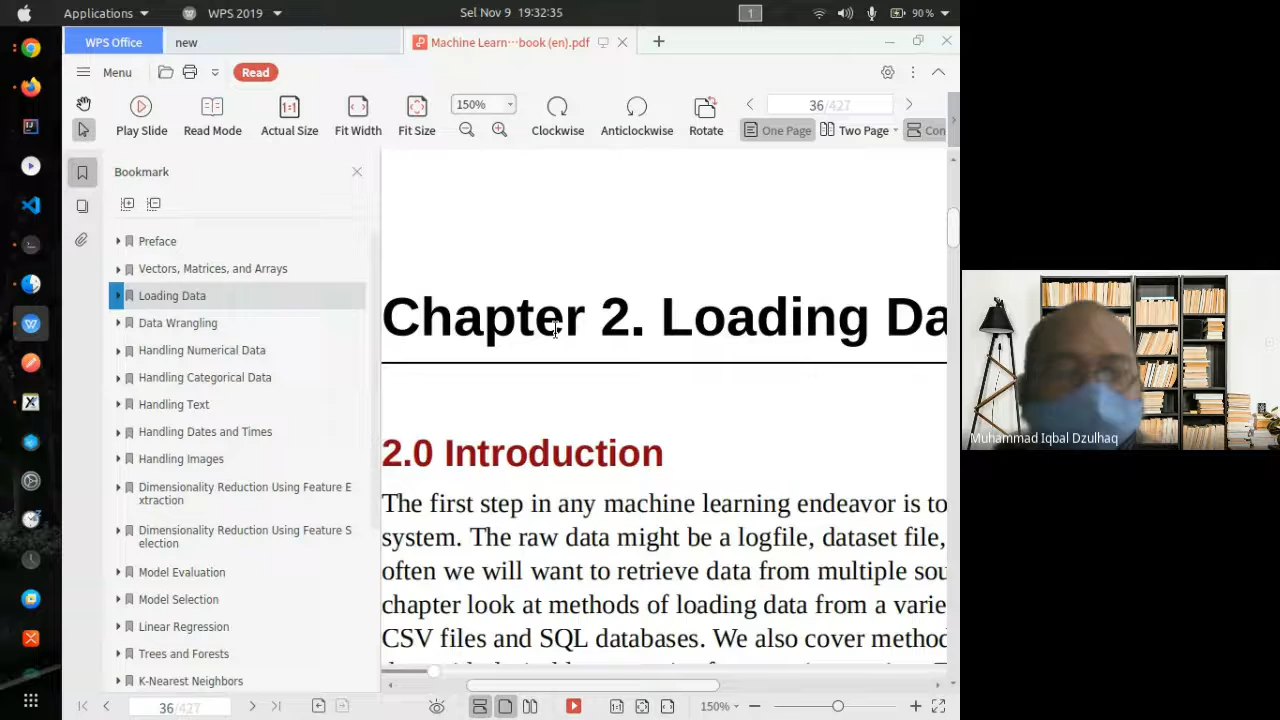 Applications
WPS 2019
Sel Nov 9 19:32:35
1
90 %
WPS Office
new
Machine Learn···book (en).pdf
Menu
Read
Play Slide
Read Mode
Actual Size
Fit Width
Fit Size
150%
Clockwise
Anticlockwise
Rotate
36/427
One Page
Two Page
Con
Bookmark
Preface
Vectors, Matrices, and Arrays
Loading Data
Data Wrangling
Handling Numerical Data
Handling Categorical Data
Handling Text
Handling Dates and Times
Handling Images
Dimensionality Reduction Using Feature E
xtraction
Dimensionality Reduction Using Feature S
election
Model Evaluation
Model Selection
Linear Regression
Trees and Forests
K-Nearest Neighbors
Chapter 2. Loading Da
2.0 Introduction
The first step in any machine learning endeavor is to
system. The raw data might be a logfile, dataset file,
often we will want to retrieve data from multiple sou
chapter look at methods of loading data from a varie
CSV files and SQL databases. We also cover method
36/427
150%
Muhammad Iqbal Dzulhaq